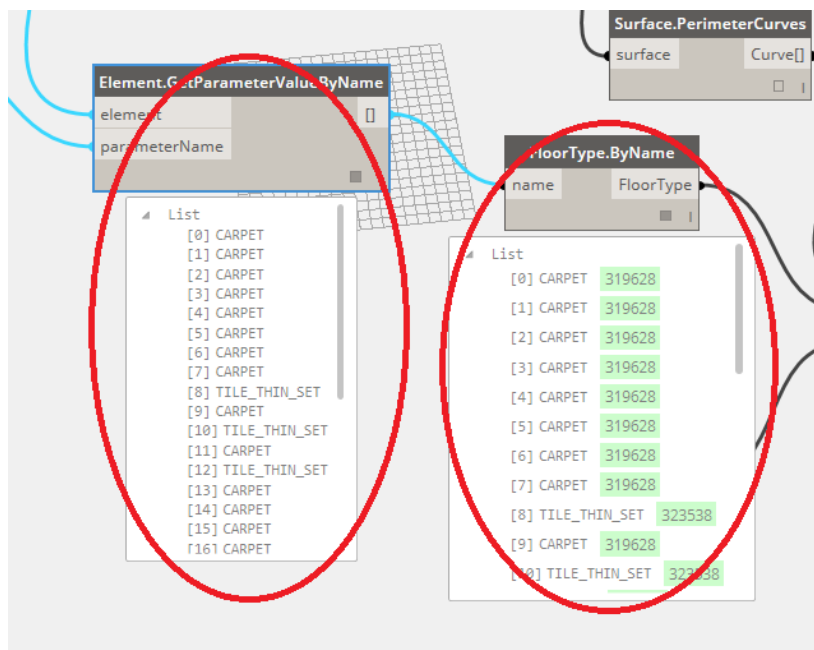 Surface.PerimeterCurves
surface Curve[]
Element.GetParameterValueByName
element []
parameterName
FloorType.ByName
name FloorType
List
[0] CARPET
[1] CARPET
[2] CARPET
[3] CARPET
[4] CARPET
[5] CARPET
[6] CARPET
[7] CARPET
[8] TILE_THIN_SET
[9] CARPET
[10] TILE_THIN_SET
[11] CARPET
[12] TILE_THIN_SET
[13] CARPET
[14] CARPET
[15] CARPET
[16] CARPET
List
[0] CARPET 319628
[1] CARPET 319628
[2] CARPET 319628
[3] CARPET 319628
[4] CARPET 319628
[5] CARPET 319628
[6] CARPET 319628
[7] CARPET 319628
[8] TILE_THIN_SET 323538
[9] CARPET 319628
[10] TILE_THIN_SET 323538